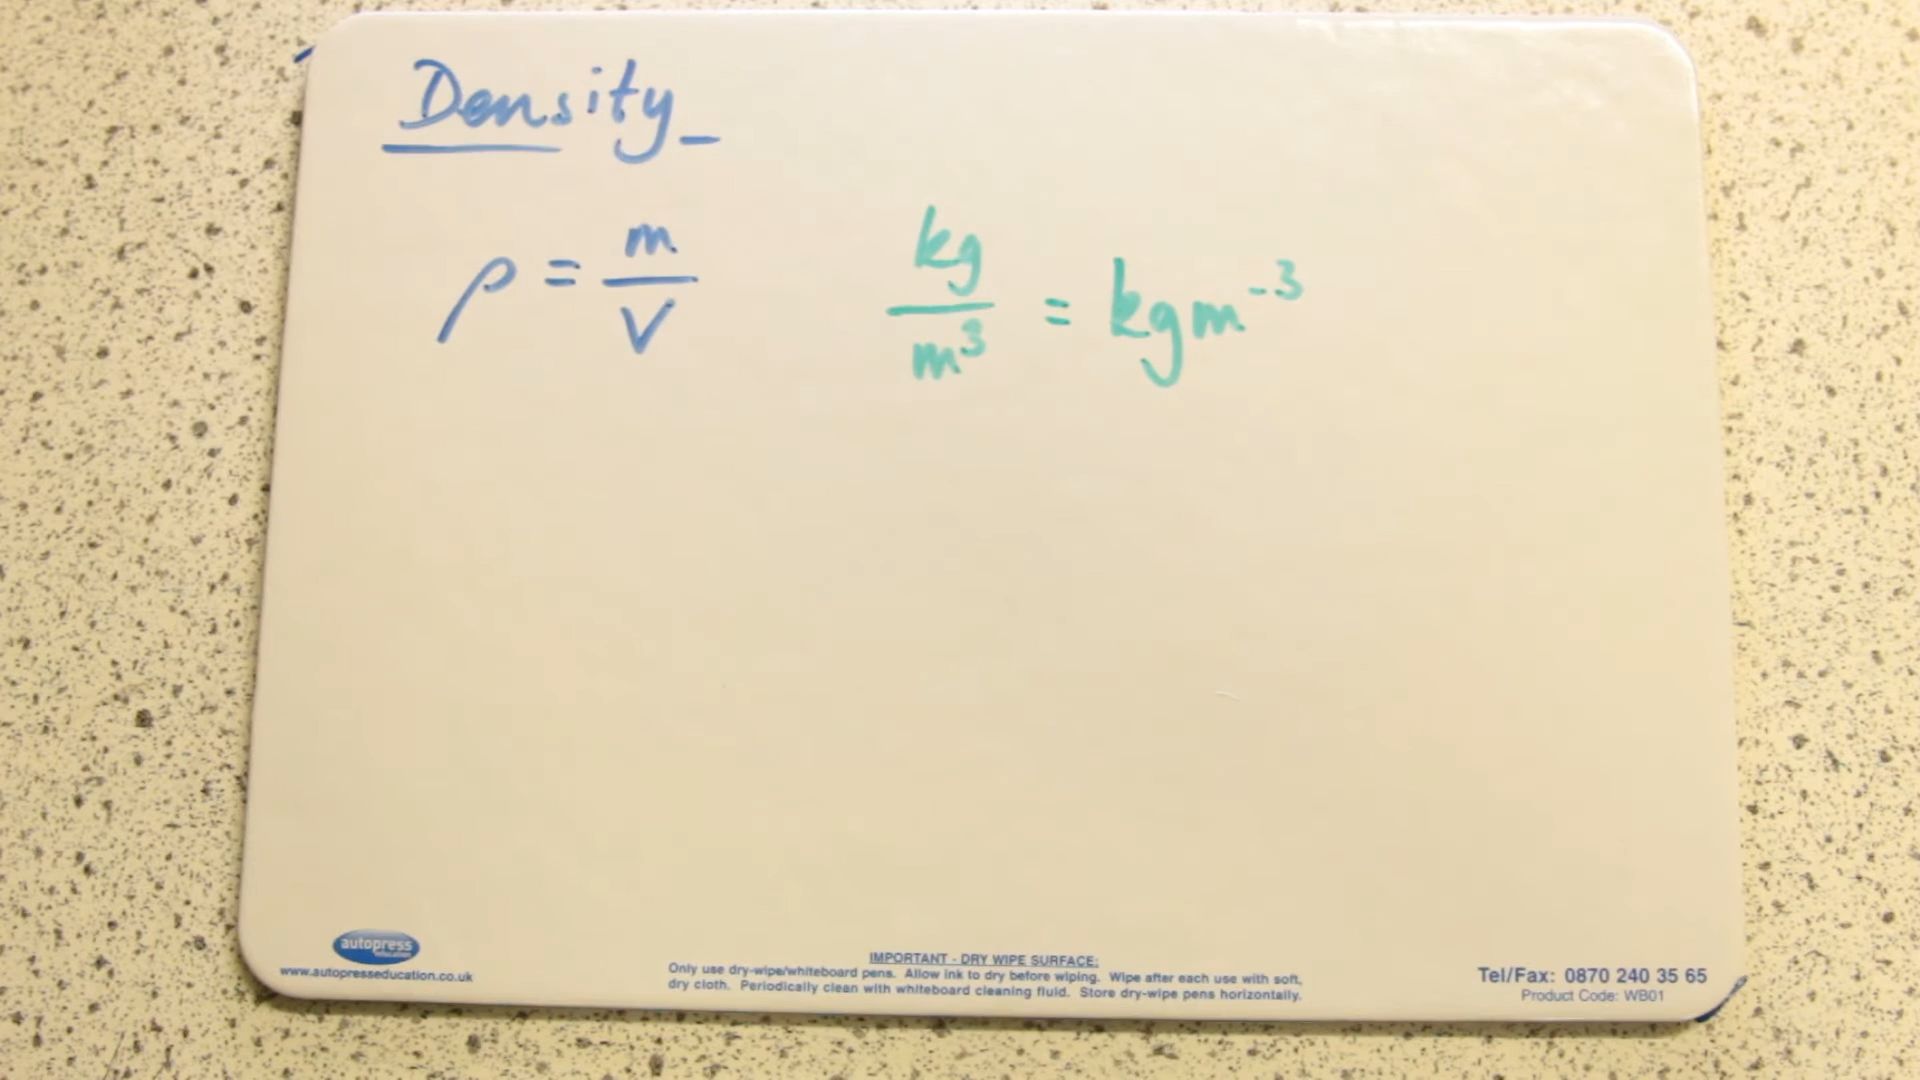 Density
ρ = m/V
kg/m³ = kgm⁻³
autopress
www.autopresseducation.co.uk
IMPORTANT - DRY WIPE SURFACE:
Only use dry-wipe/whiteboard pens. Allow ink to dry before wiping. Wipe after each use with soft,
dry cloth. Periodically clean with whiteboard cleaning fluid. Store dry-wipe pens horizontally.
Tel/Fax: 0870 240 35 65
Product Code: WB01